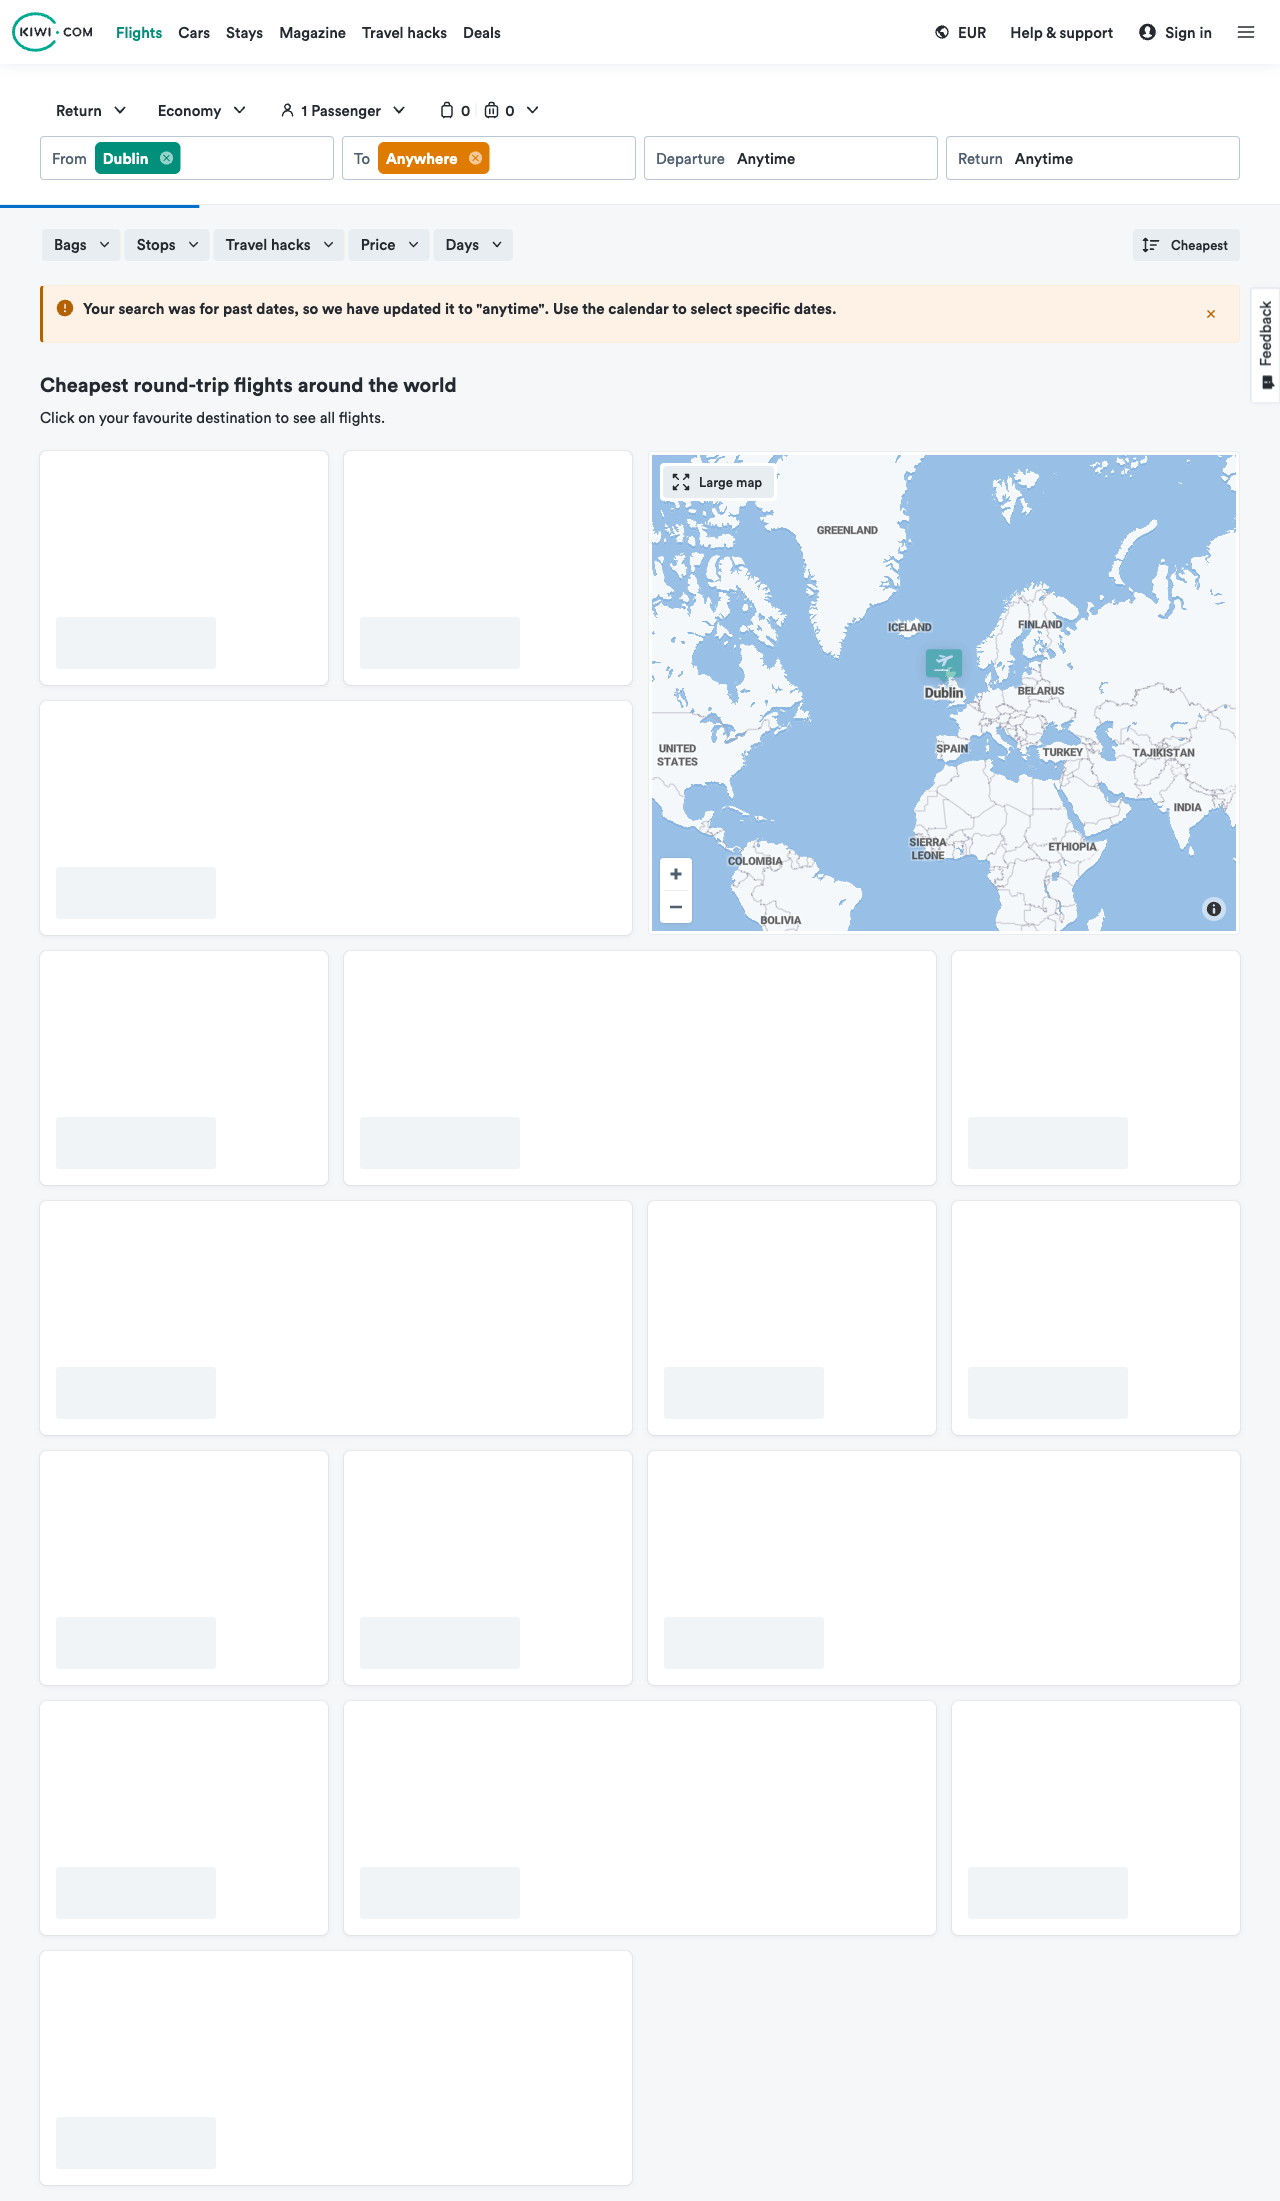 KIWI.COM Flights Cars Stays Magazine Travel hacks Deals EUR Help & support Sign in
Return Economy 1 Passenger 0 0
From Dublin To Anywhere Departure Anytime Return Anytime
Bags Stops Travel hacks Price Days Cheapest
Your search was for past dates, so we have updated it to "anytime". Use the calendar to select specific dates.
Feedback
Cheapest round-trip flights around the world
Click on your favourite destination to see all flights.
Large map
GREENLAND
ICELAND
FINLAND
Dublin
BELARUS
UNITED
STATES
SPAIN
TURKEY
TAJIKISTAN
INDIA
SIERRA
LEONE
ETHIOPIA
COLOMBIA
BOLIVIA